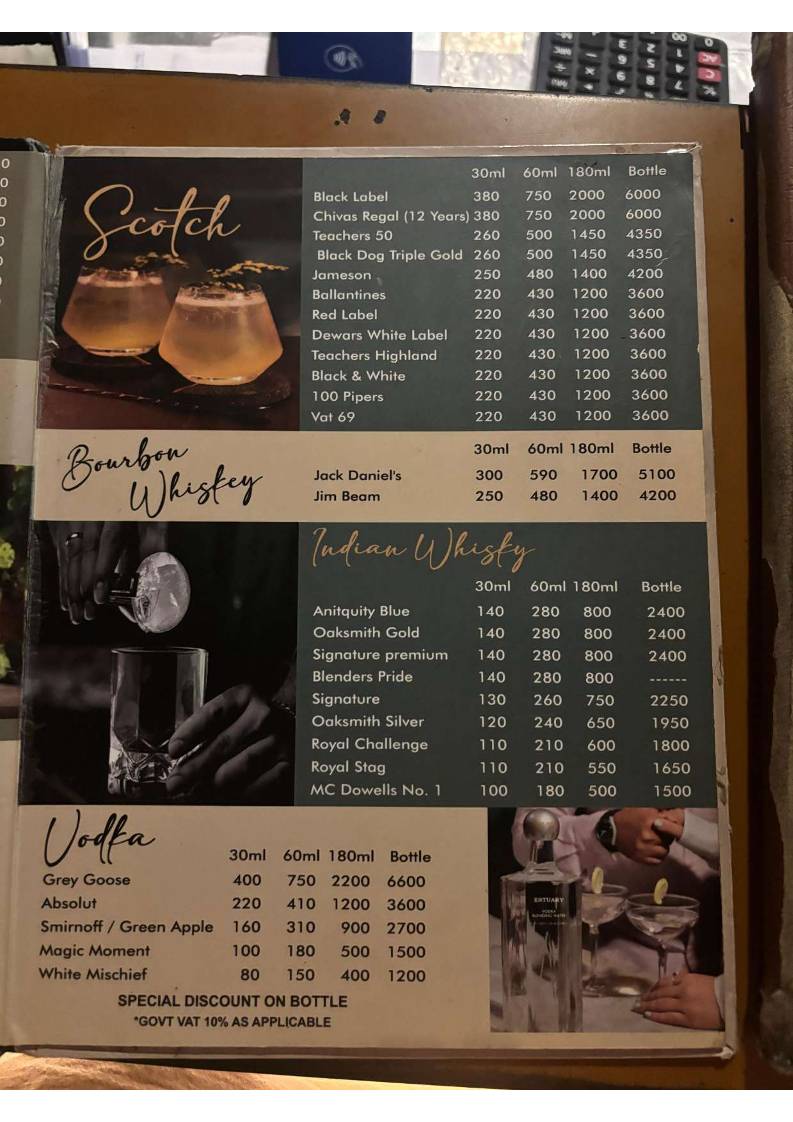 Scotch
30ml 60ml 180ml Bottle
Black Label 380 750 2000 6000
Chivas Regal (12 Years) 380 750 2000 6000
Teachers 50 260 500 1450 4350
Black Dog Triple Gold 260 500 1450 4350
Jameson 250 480 1400 4200
Ballantines 220 430 1200 3600
Red Label 220 430 1200 3600
Dewars White Label 220 430 1200 3600
Teachers Highland 220 430 1200 3600
Black & White 220 430 1200 3600
100 Pipers 220 430 1200 3600
Vat 69 220 430 1200 3600
Bourbon
Whiskey
30ml 60ml 180ml Bottle
Jack Daniel's 300 590 1700 5100
Jim Beam 250 480 1400 4200
Indian Whisky
30ml 60ml 180ml Bottle
Anitquity Blue 140 280 800 2400
Oaksmith Gold 140 280 800 2400
Signature premium 140 280 800 2400
Blenders Pride 140 280 800 ------
Signature 130 260 750 2250
Oaksmith Silver 120 240 650 1950
Royal Challenge 110 210 600 1800
Royal Stag 110 210 550 1650
MC Dowells No. 1 100 180 500 1500
Vodka
30ml 60ml 180ml Bottle
Grey Goose 400 750 2200 6600
Absolut 220 410 1200 3600
Smirnoff / Green Apple 160 310 900 2700
Magic Moment 100 180 500 1500
White Mischief 80 150 400 1200
SPECIAL DISCOUNT ON BOTTLE
*GOVT VAT 10% AS APPLICABLE
ESTUARY
VODKA